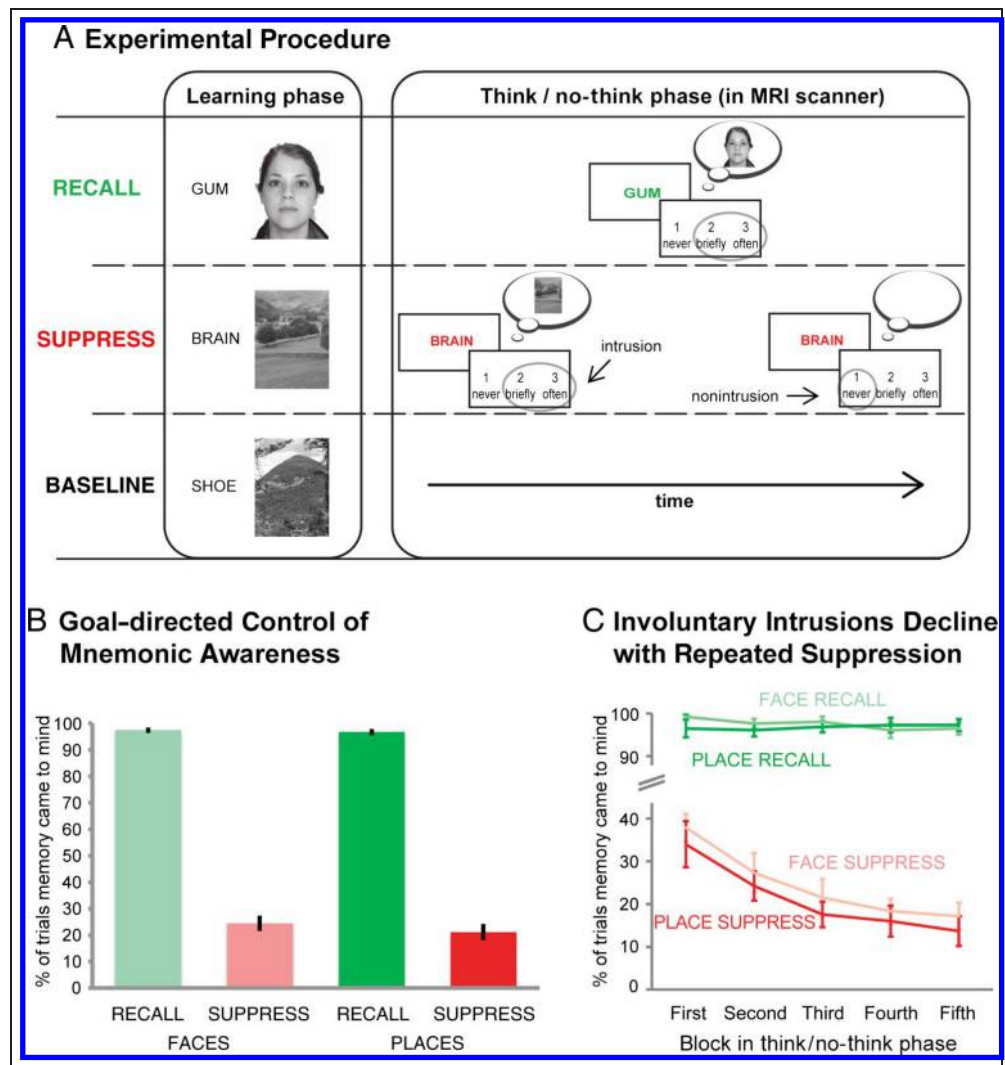 A Experimental Procedure
Learning phase
Think / no-think phase (in MRI scanner)
RECALL
GUM
GUM
1 2 3
never briefly often
SUPPRESS
BRAIN
BRAIN
1 2 3
never briefly often
intrusion
BRAIN
1 2 3
never briefly often
nonintrusion
BASELINE
SHOE
time
B Goal-directed Control of
Mnemonic Awareness
% of trials memory came to mind
100
90
80
70
60
50
40
30
20
10
0
RECALL SUPPRESS RECALL SUPPRESS
FACES PLACES
C Involuntary Intrusions Decline
with Repeated Suppression
% of trials memory came to mind
100
90
40
30
20
10
0
FACE RECALL
PLACE RECALL
FACE SUPPRESS
PLACE SUPPRESS
First Second Third Fourth Fifth
Block in think/no-think phase